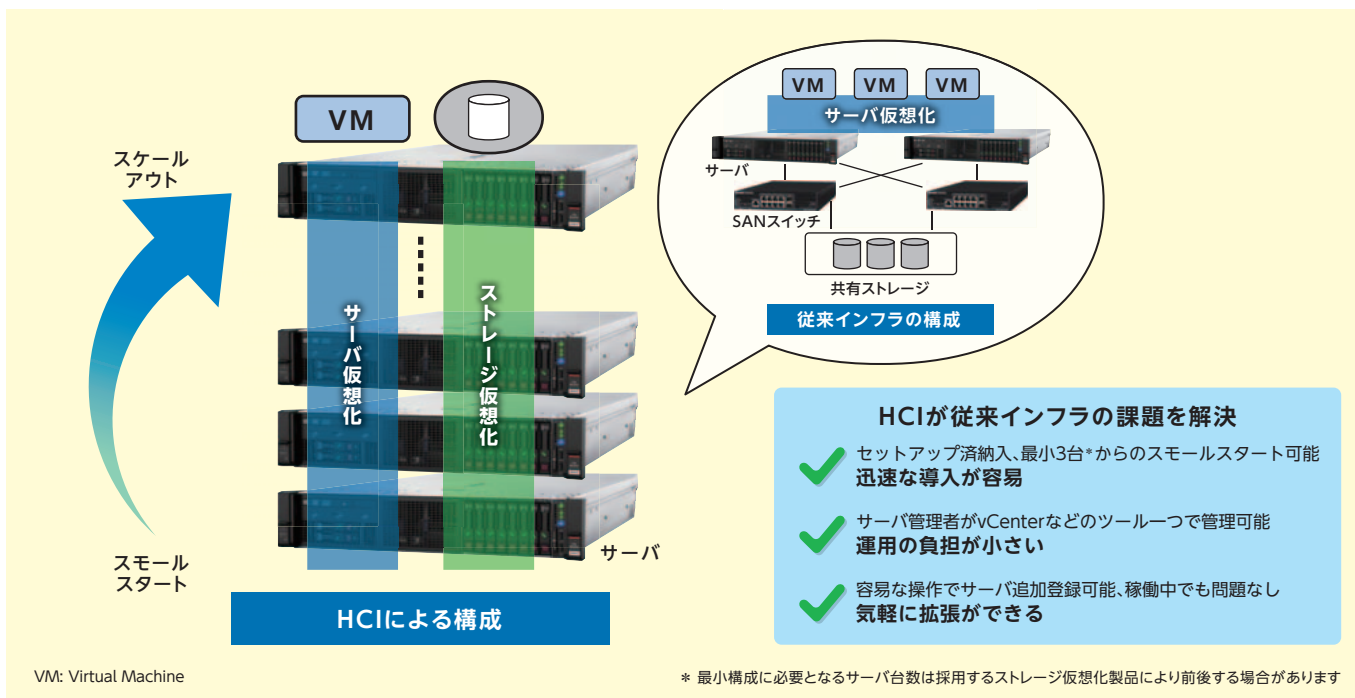 スケール
アウト
VM
サーバ仮想化
ストレージ仮想化
サーバ
スモール
スタート
HCIによる構成
VM: Virtual Machine
VM
VM
VM
サーバ仮想化
サーバ
SANスイッチ
共有ストレージ
従来インフラの構成
HCIが従来インフラの課題を解決
セットアップ済納入、最小3台*からのスモールスタート可能
迅速な導入が容易
サーバ管理者がvCenterなどのツール一つで管理可能
運用の負担が小さい
容易な操作でサーバ追加登録可能、稼働中でも問題なし
気軽に拡張ができる
* 最小構成に必要となるサーバ台数は採用するストレージ仮想化製品により前後する場合があります